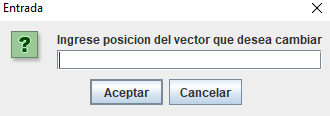 Entrada
?
Ingrese posicion del vector que desea cambiar
Aceptar
Cancelar